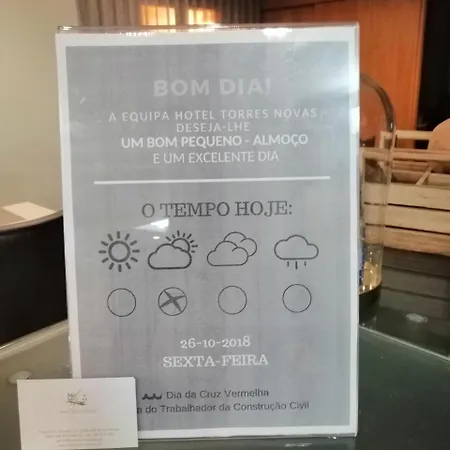 BOM DIA!
A EQUIPA HOTEL TORRES NOVAS
DESEJA-LHE
UM BOM PEQUENO - ALMOÇO
E UM EXCELENTE DIA
O TEMPO HOJE:
26-10-2018
SEXTA-FEIRA
Dia da Cruz Vermelha
do Trabalhador da Construção Civil